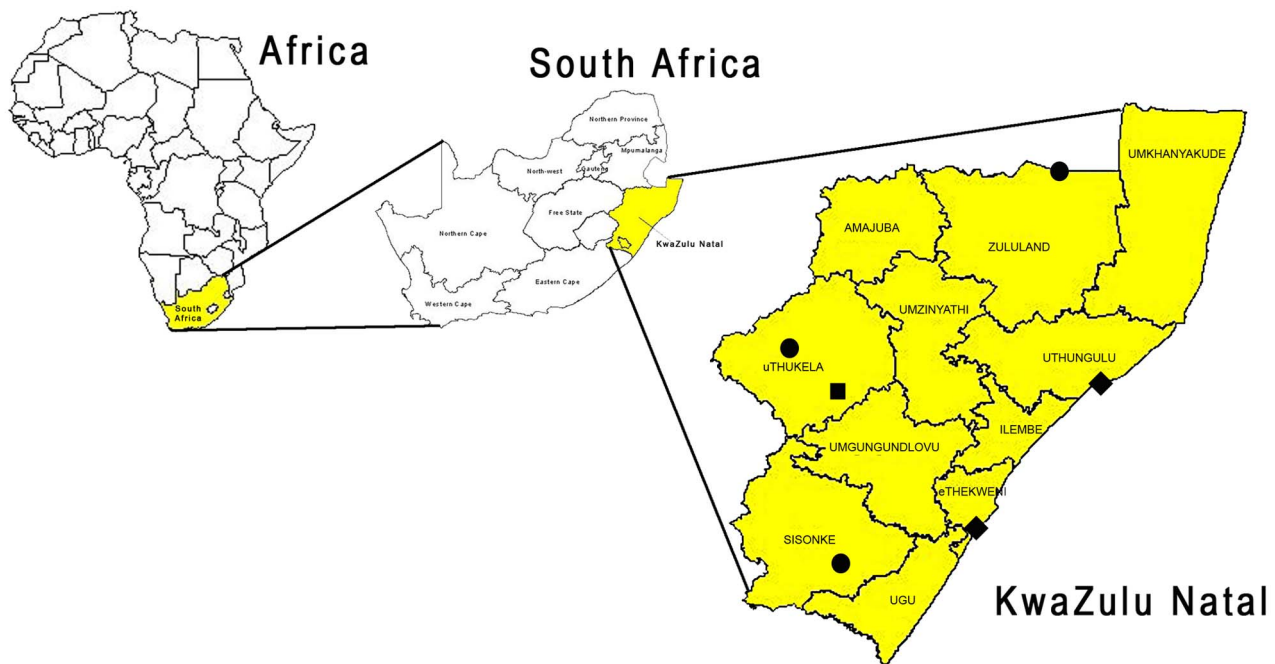 Africa
South
Africa
South Africa
Northern Province
Mpumalanga
North-west
Gauteng
Free State
Northern Cape
KwaZulu Natal
Eastern Cape
Western Cape
UMKHANYAKUDE
AMAJUBA
ZULULAND
UMZINYATHI
UTHUNGULU
uTHUKELA
ILEMBE
UMGUNGUNDLOVU
eTHEKWENI
SISONKE
UGU
KwaZulu Natal